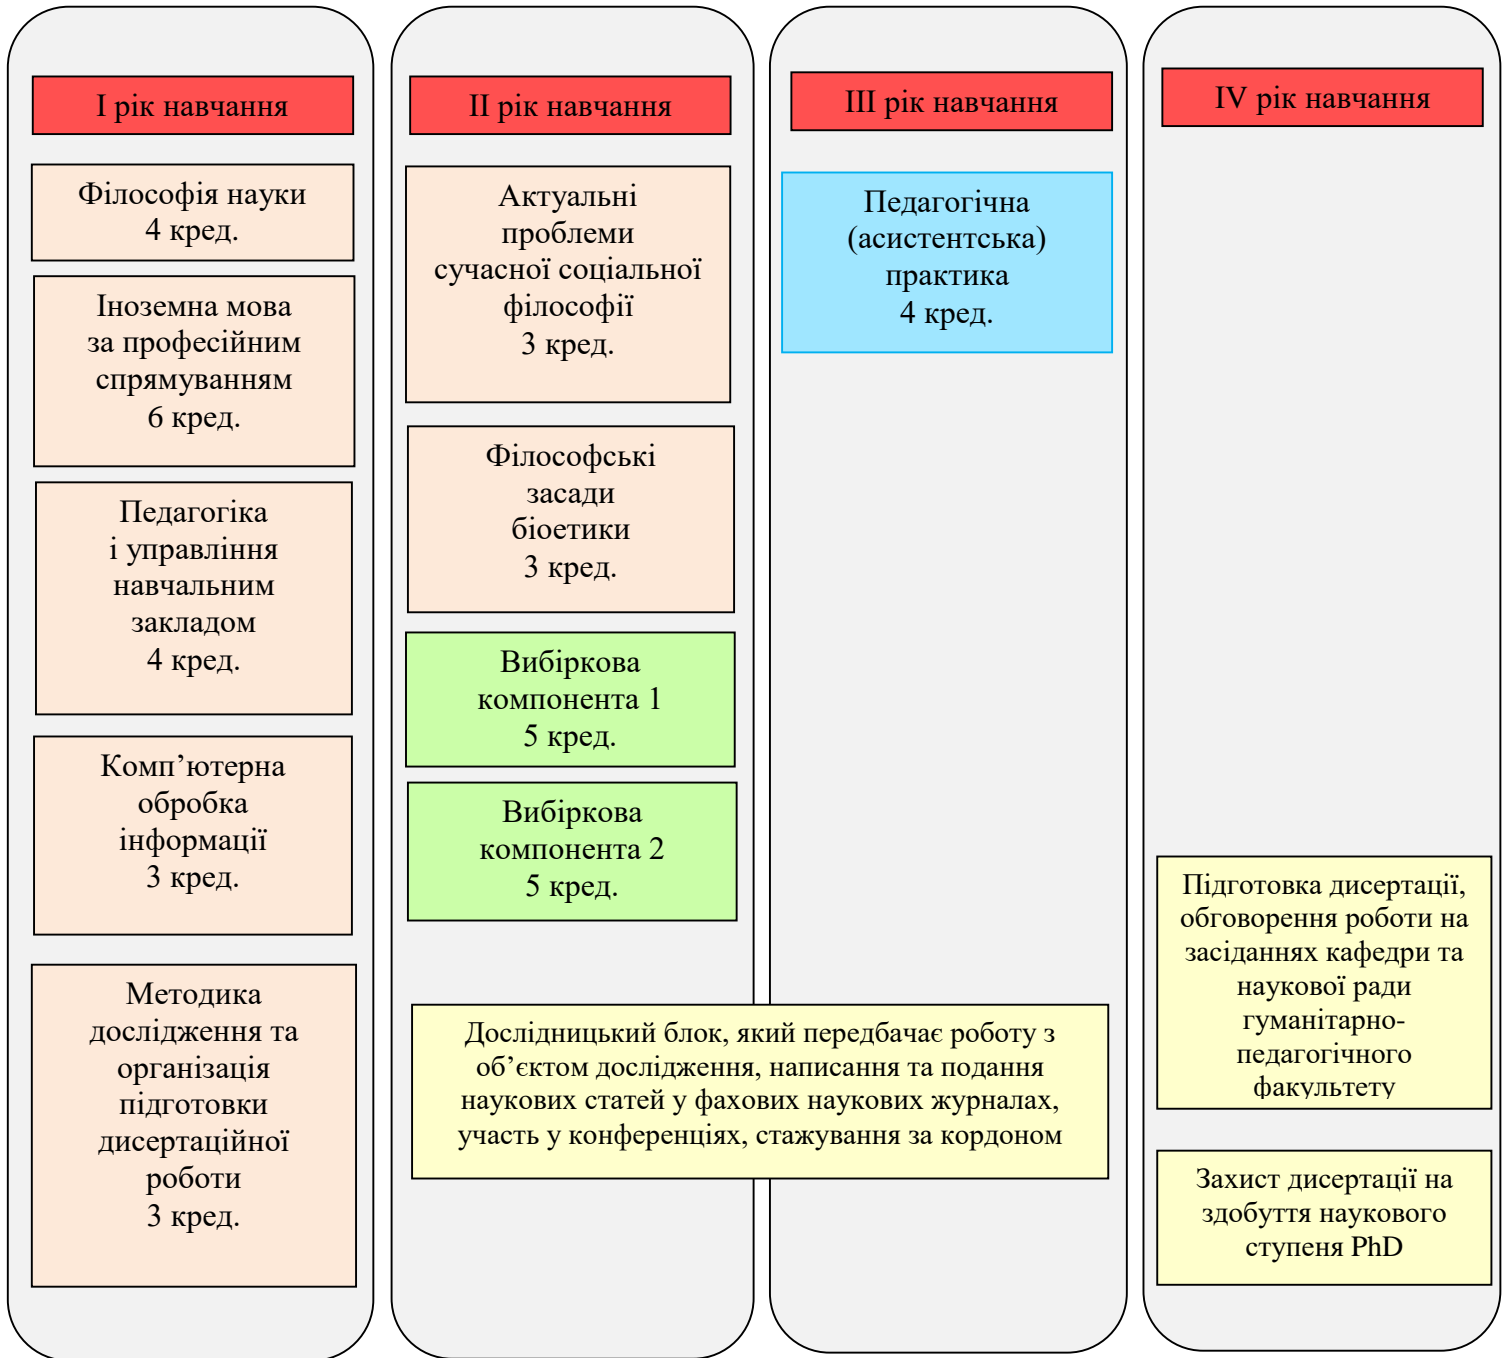 І рік навчання
Філософія науки
4 кред.
Іноземна мова
за професійним
спрямуванням
6 кред.
Педагогіка
і управління
навчальним
закладом
4 кред.
Комп’ютерна
обробка
інформації
3 кред.
Методика
дослідження та
організація
підготовки
дисертаційної
роботи
3 кред.
ІІ рік навчання
Актуальні
проблеми
сучасної соціальної
філософії
3 кред.
Філософські
засади
біоетики
3 кред.
Вибіркова
компонента 1
5 кред.
Вибіркова
компонента 2
5 кред.
Дослідницький блок, який передбачає роботу з
об’єктом дослідження, написання та подання
наукових статей у фахових наукових журналах,
участь у конференціях, стажування за кордоном
ІІІ рік навчання
Педагогічна
(асистентська)
практика
4 кред.
ІV рік навчання
Підготовка дисертації,
обговорення роботи на
засіданнях кафедри та
наукової ради
гуманітарно-
педагогічного
факультету
Захист дисертації на
здобуття наукового
ступеня PhD